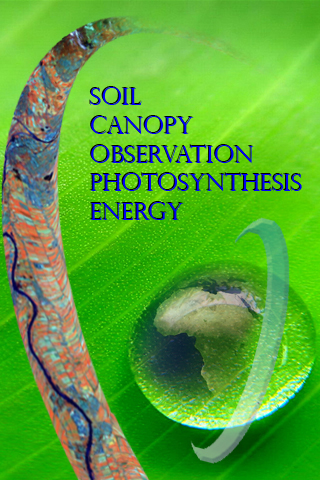 SOIL
CANOPY
OBSERVATION
PHOTOSYNTHESIS
ENERGY